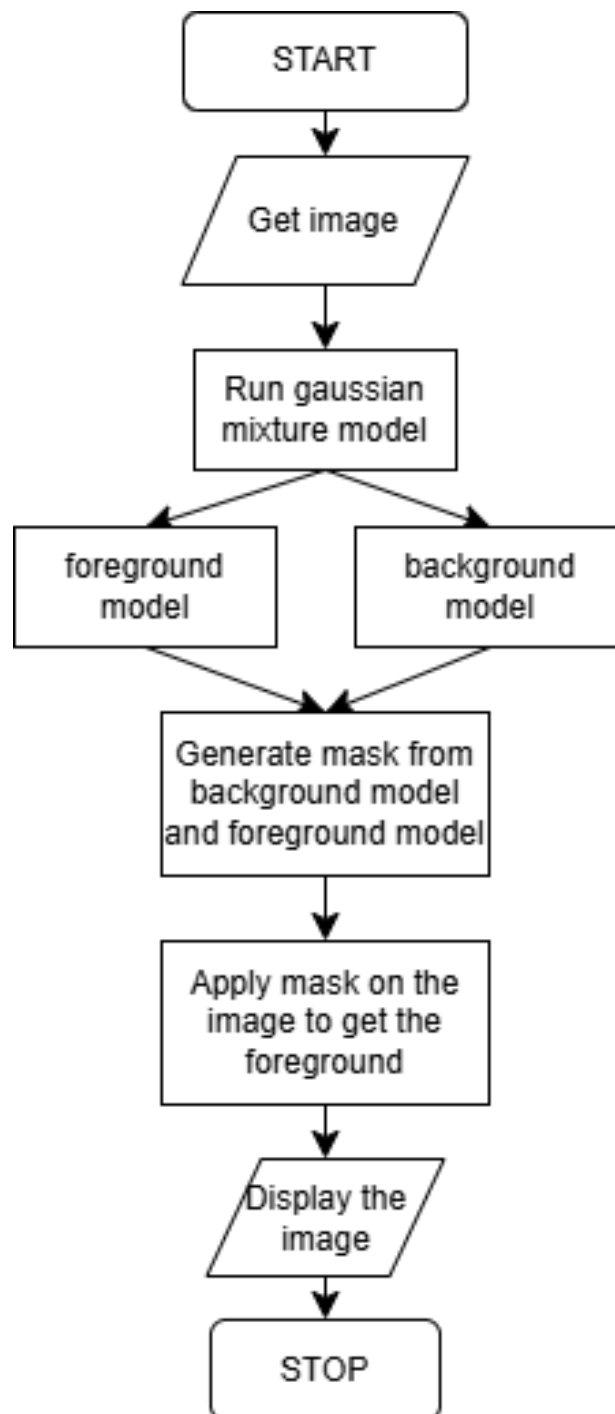 START
Get image
Run gaussian
mixture model
foreground
model
background
model
Generate mask from
background model
and foreground model
Apply mask on the
image to get the
foreground
Display the
image
STOP